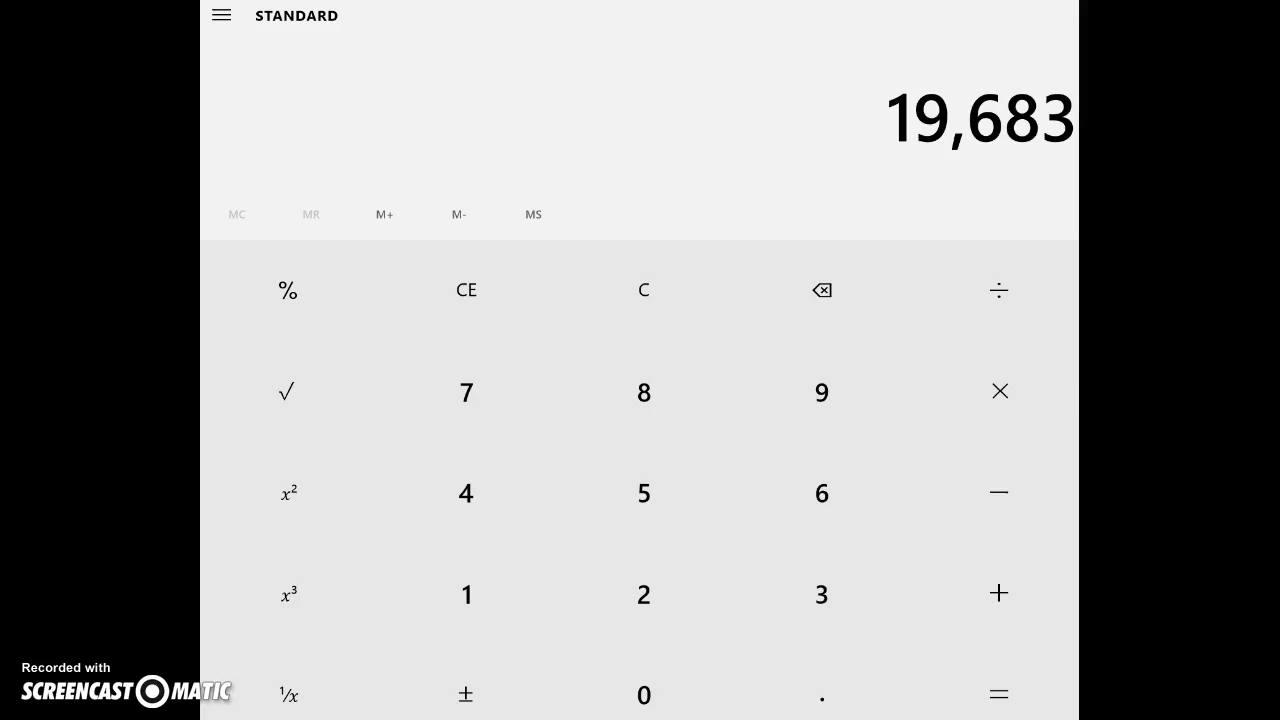 STANDARD
19,683
MC MR M+ M- MS
% CE C ÷
√ 7 8 9 ×
x² 4 5 6 −
x³ 1 2 3 +
¹/x ± 0 . =
Recorded with
SCREENCAST MATIC